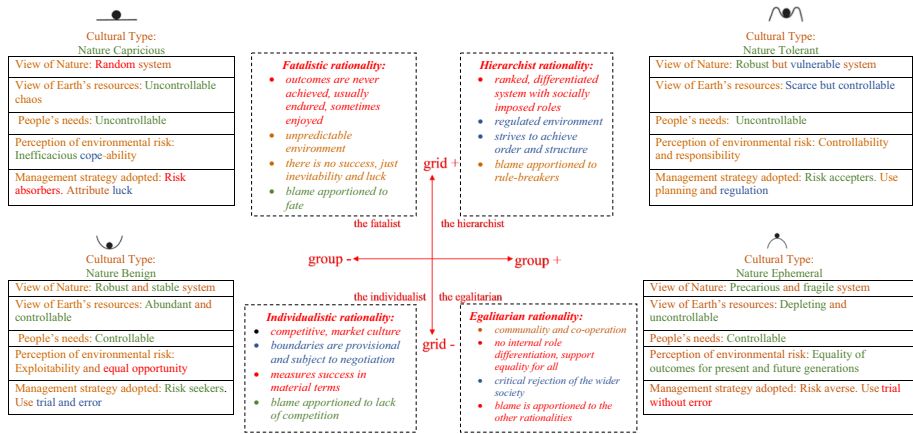 Cultural Type:
Nature Capricious
View of Nature: Random system
View of Earth's resources: Uncontrollable
chaos
People's needs: Uncontrollable
Perception of environmental risk:
Inefficacious cope-ability
Management strategy adopted: Risk
absorbers. Attribute luck
Fatalistic rationality:
• outcomes are never
achieved, usually
endured, sometimes
enjoyed
• unpredictable
environment
• there is no success, just
inevitability and luck
• blame apportioned to
fate
Hierarchist rationality:
• ranked, differentiated
system with socially
imposed roles
• regulated environment
• strives to achieve
order and structure
• blame apportioned to
rule-breakers
Cultural Type:
Nature Tolerant
View of Nature: Robust but vulnerable system
View of Earth's resources: Scarce but controllable
People's needs: Uncontrollable
Perception of environmental risk: Controllability
and responsibility
Management strategy adopted: Risk accepters. Use
planning and regulation
grid +
the fatalist
the hierarchist
group -
group +
the individualist
the egalitarian
grid -
Cultural Type:
Nature Benign
View of Nature: Robust and stable system
View of Earth's resources: Abundant and
controllable
People's needs: Controllable
Perception of environmental risk:
Exploitability and equal opportunity
Management strategy adopted: Risk seekers.
Use trial and error
Individualistic rationality:
• competitive, market culture
• boundaries are provisional
and subject to negotiation
• measures success in
material terms
• blame apportioned to lack
of competition
Egalitarian rationality:
• communality and co-operation
• no internal role
differentiation, support
equality for all
• critical rejection of the wider
society
• blame is apportioned to the
other rationalities
Cultural Type:
Nature Ephemeral
View of Nature: Precarious and fragile system
View of Earth's resources: Depleting and
uncontrollable
People's needs: Controllable
Perception of environmental risk: Equality of
outcomes for present and future generations
Management strategy adopted: Risk averse. Use trial
without error